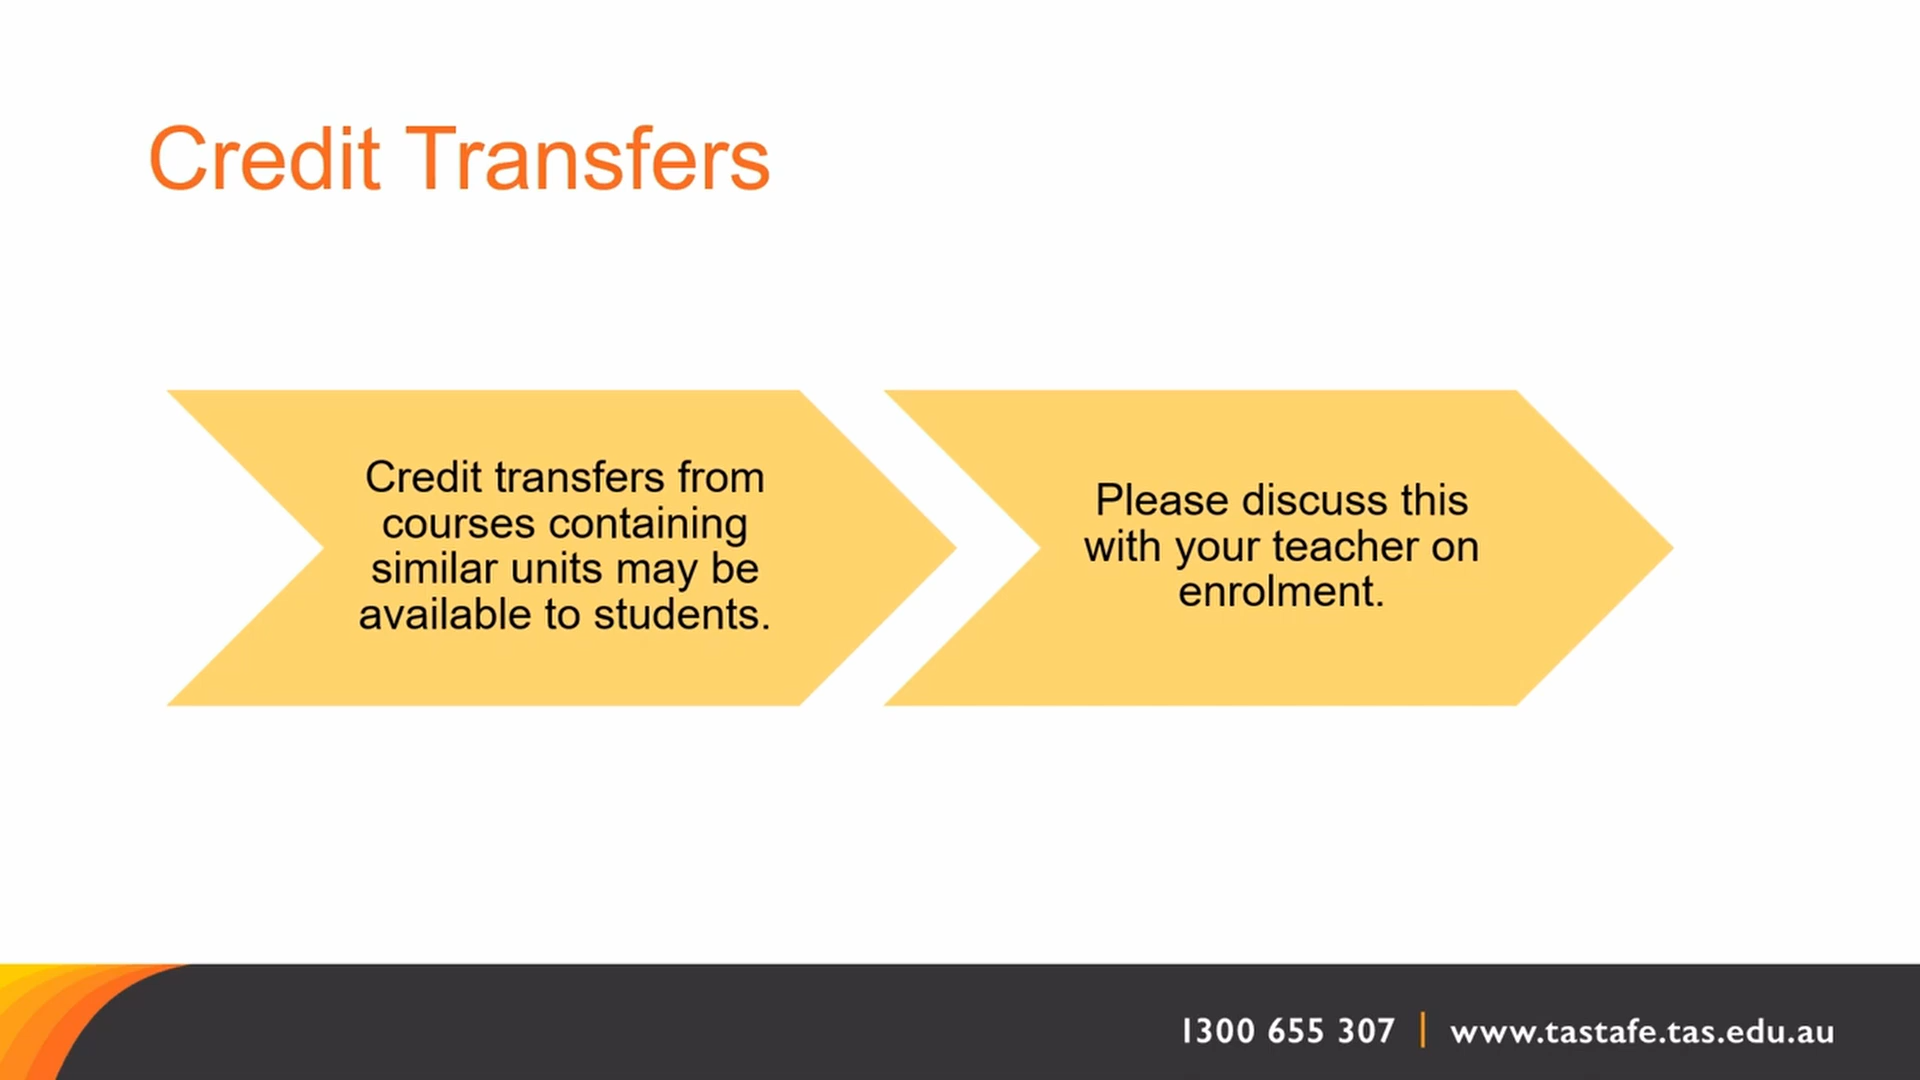 Credit Transfers
Credit transfers from
courses containing
similar units may be
available to students.
Please discuss this
with your teacher on
enrolment.
1300 655 307 | www.tastafe.tas.edu.au